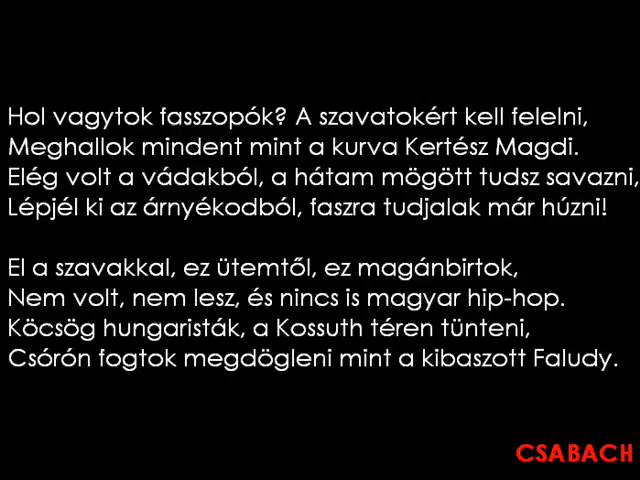 Hol vagytok fasszopók? A szavatokért kell felelni,
Meghallok mindent mint a kurva Kertész Magdi.
Elég volt a vádakból, a hátam mögött tudsz savazni,
Lépjél ki az árnyékodból, faszra tudjalak már húzni!
El a szavakkal, ez ütemtől, ez magánbirtok,
Nem volt, nem lesz, és nincs is magyar hip-hop.
Köcsög hungaristák, a Kossuth téren tünteni,
Csórón fogtok megdögleni mint a kibaszott Faludy.
CSABACH